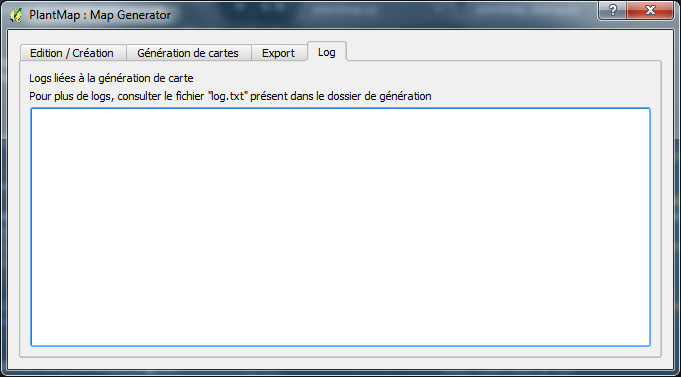 PlantMap : Map Generator
Edition / Création
Génération de cartes
Export
Log
Logs liées à la génération de carte
Pour plus de logs, consulter le fichier "log.txt" présent dans le dossier de génération